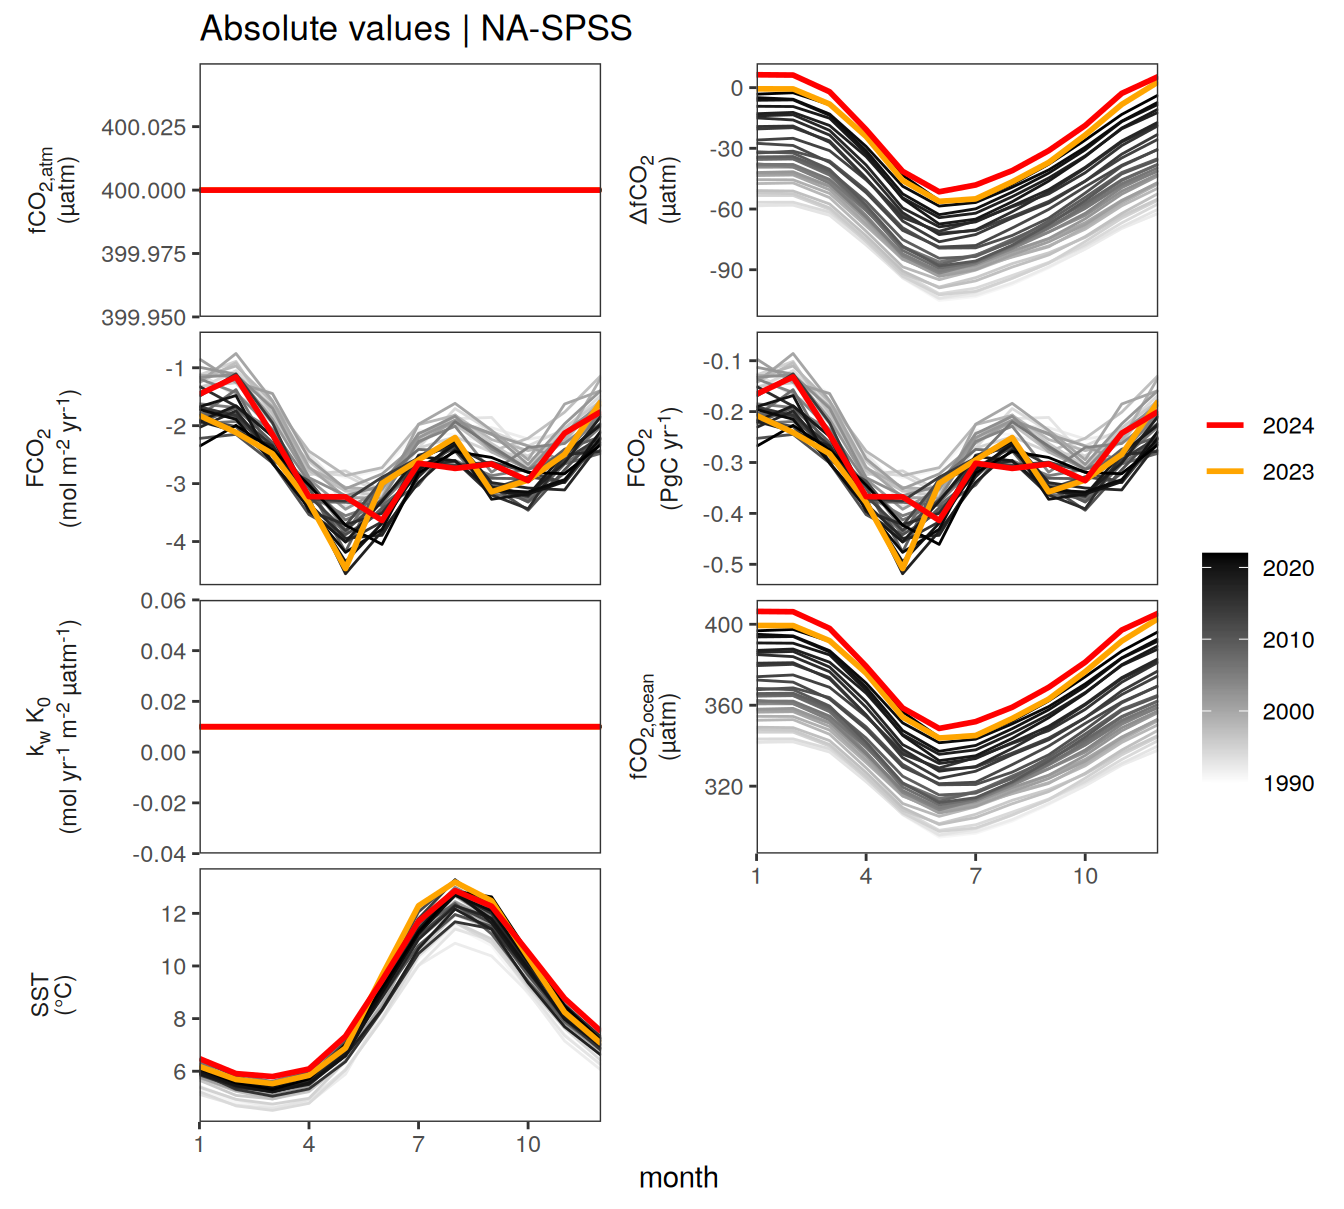 Absolute values | NA-SPSS
fCO2,atm
(µatm)
400.025
400.000
399.975
399.950
ΔfCO2
(µatm)
0
-30
-60
-90
FCO2
(mol m-2 yr-1)
-1
-2
-3
-4
FCO2
(PgC yr-1)
-0.1
-0.2
-0.3
-0.4
-0.5
kw K0
(mol yr-1 m-2 µatm-1)
0.06
0.04
0.02
0.00
-0.02
-0.04
fCO2,ocean
(µatm)
400
360
320
1 4 7 10
SST
(°C)
12
10
8
6
1 4 7 10
month
2024
2023
2020
2010
2000
1990